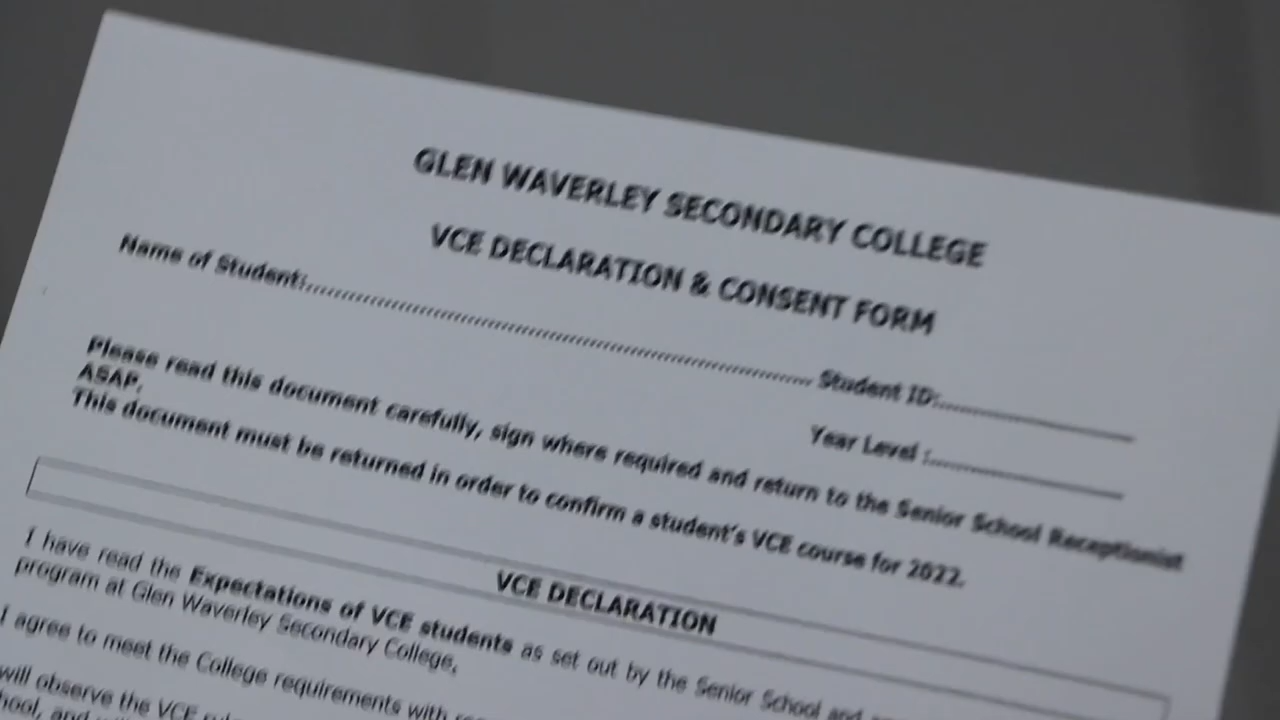 GLEN WAVERLEY SECONDARY COLLEGE
VCE DECLARATION & CONSENT FORM
Name of Student:.......................................................... Student ID:....................
Year Level :....................
Please read this document carefully, sign where required and return to the Senior School Receptionist
ASAP.
This document must be returned in order to confirm a student's VCE course for 2022.
VCE DECLARATION
I have read the Expectations of VCE students as set out by the Senior School and
program at Glen Waverley Secondary College.
I agree to meet the College requirements with
will observe the VCE
and